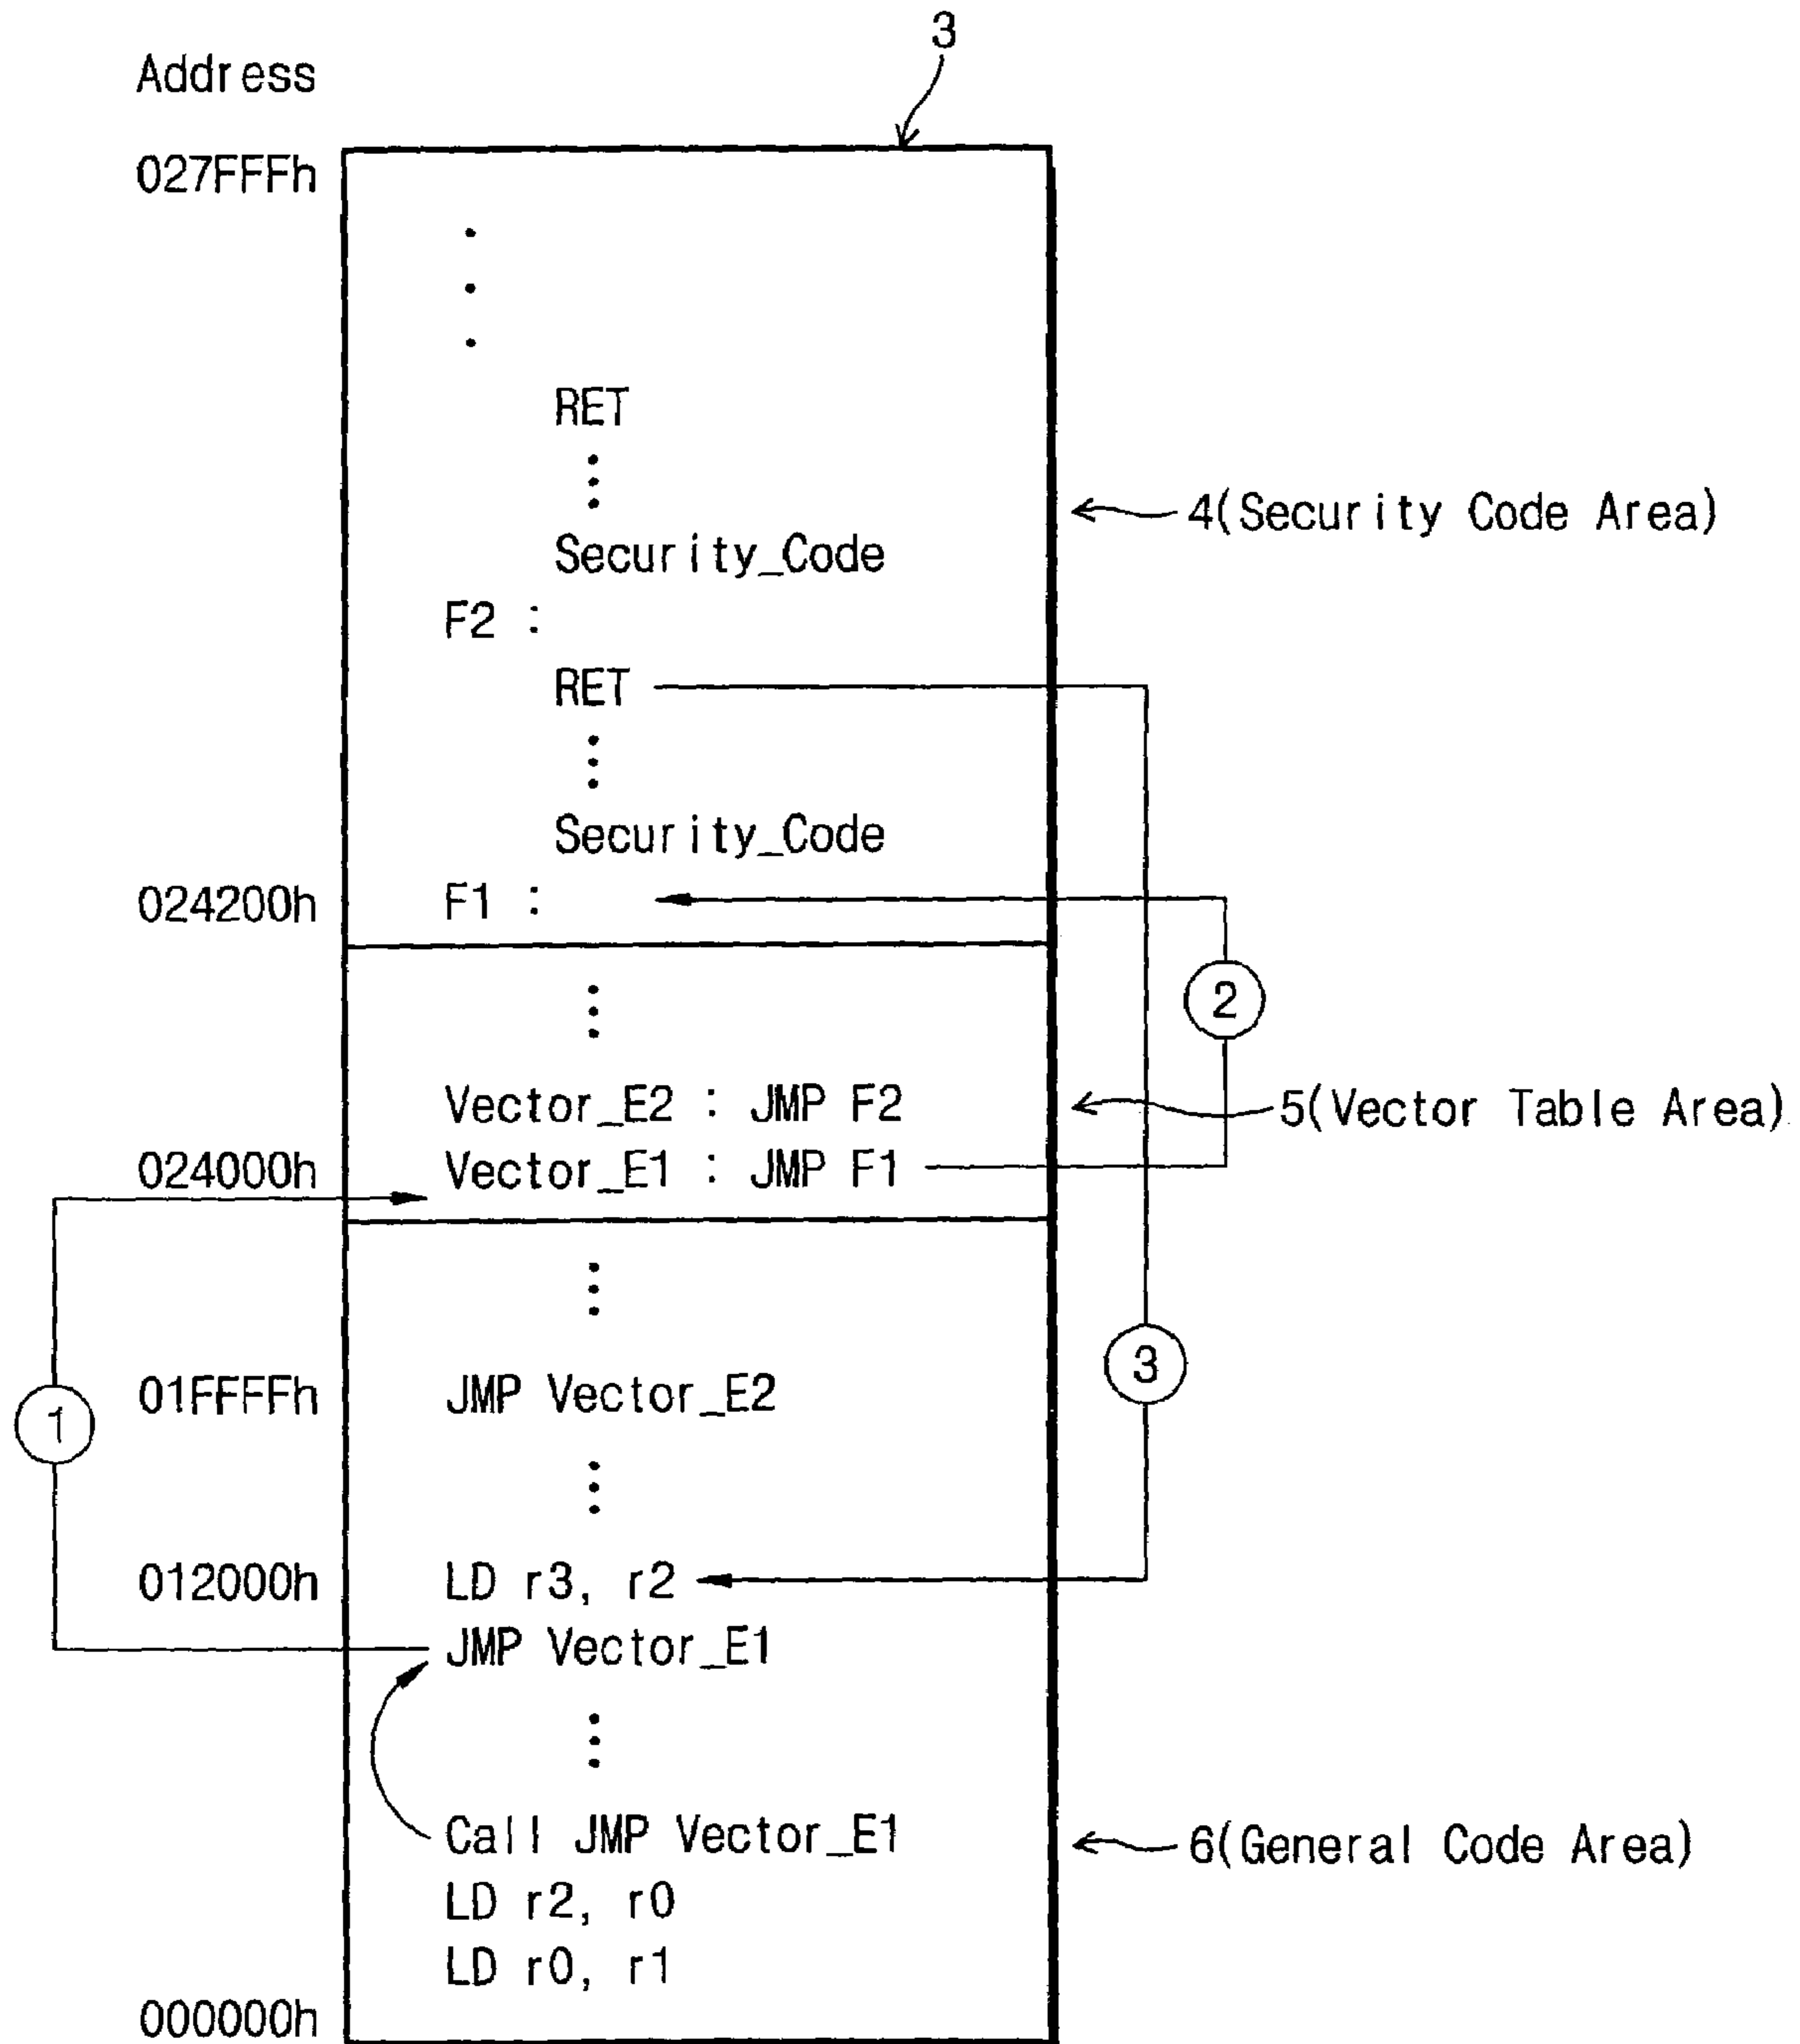 3
Address
027FFFh
.
.
.
RET
⋮
4(Security Code Area)
Security_Code
F2 :
RET
⋮
Security_Code
024200h F1 :
⋮
2
Vector_E2 : JMP F2
5(Vector Table Area)
024000h Vector_E1 : JMP F1
⋮
3
01FFFFh JMP Vector_E2
1
⋮
012000h LD r3, r2
JMP Vector_E1
⋮
Call JMP Vector_E1
6(General Code Area)
LD r2, r0
LD r0, r1
000000h